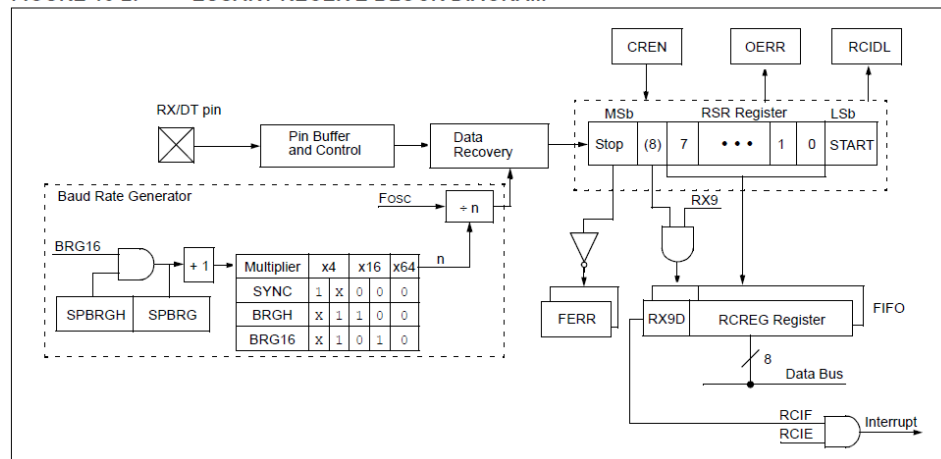 CREN OERR RCIDL
RX/DT pin
MSb RSR Register LSb
Pin Buffer
and Control
Data
Recovery
Stop (8) 7 • • • 1 0 START
Baud Rate Generator
FOSC ÷ n
RX9
BRG16
+ 1
n
Multiplier x4 x16 x64
SYNC 1 X 0 0 0
BRGH X 1 1 0 0
BRG16 X 1 0 1 0
SPBRGH SPBRG
FERR
RX9D RCREG Register
FIFO
8
Data Bus
RCIF
RCIE
Interrupt